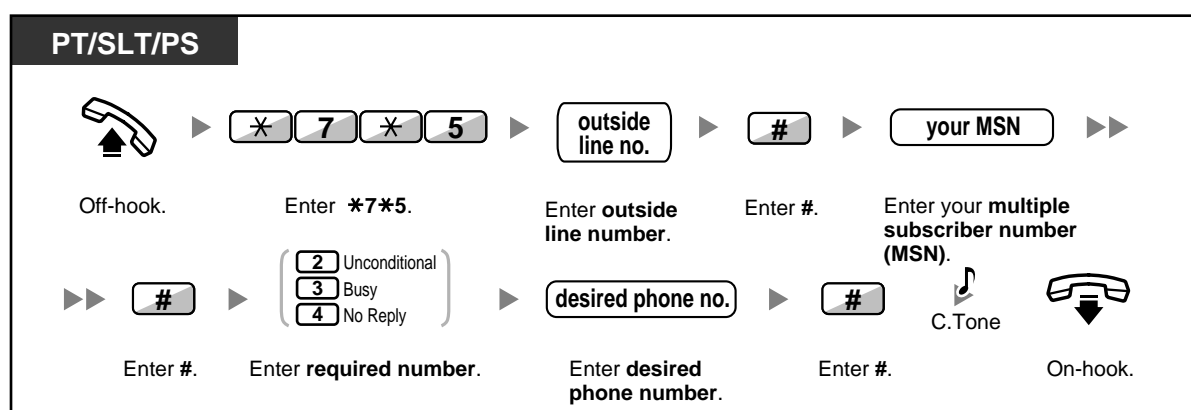 PT/SLT/PS
* 7 * 5
outside
line no.
#
your MSN
Off-hook.
Enter *7*5.
Enter outside
line number.
Enter #.
Enter your multiple
subscriber number
(MSN).
#
2 Unconditional
3 Busy
4 No Reply
desired phone no.
#
C.Tone
Enter #.
Enter required number.
Enter desired
phone number.
Enter #.
On-hook.